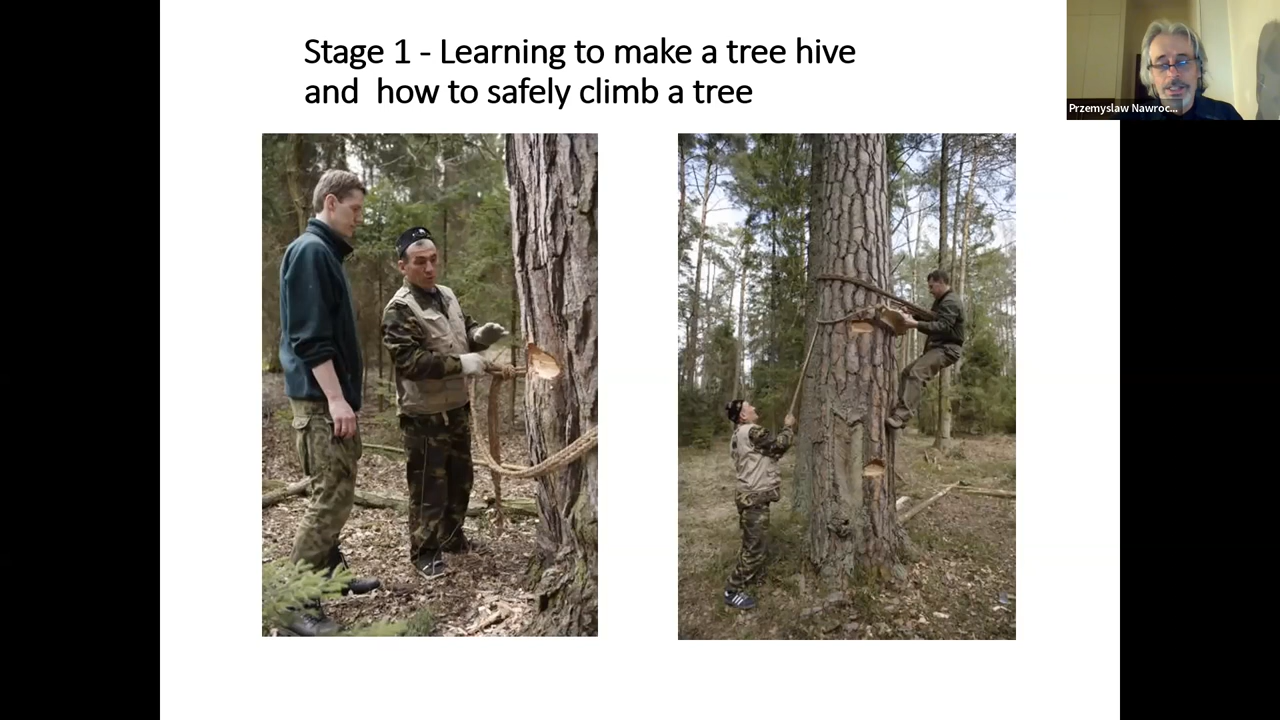 Stage 1 - Learning to make a tree hive
and how to safely climb a tree
Przemyslaw Nawroc...